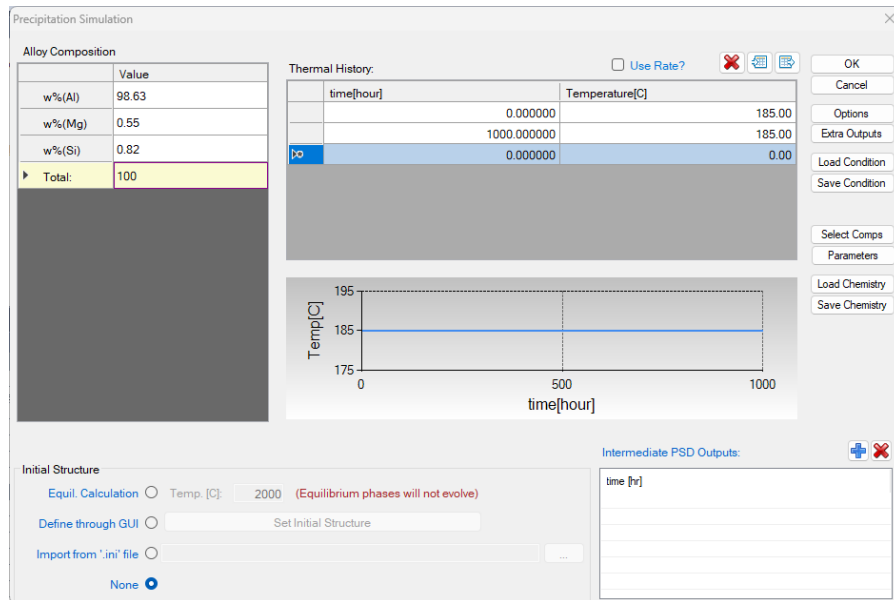 Precipitation Simulation
Alloy Composition
Value
w%(Al) 98.63
w%(Mg) 0.55
w%(Si) 0.82
Total: 100
Thermal History:
Use Rate?
time[hour] Temperature[C]
0.000000 185.00
1000.000000 185.00
0.000000 0.00
OK
Cancel
Options
Extra Outputs
Load Condition
Save Condition
Select Comps
Parameters
Load Chemistry
Save Chemistry
Temp[C]
195
185
175
0 500 1000
time[hour]
Initial Structure
Equil. Calculation Temp. [C]: 2000 (Equilibrium phases will not evolve)
Define through GUI Set Initial Structure
Import from '.ini' file ...
None
Intermediate PSD Outputs:
time [hr]